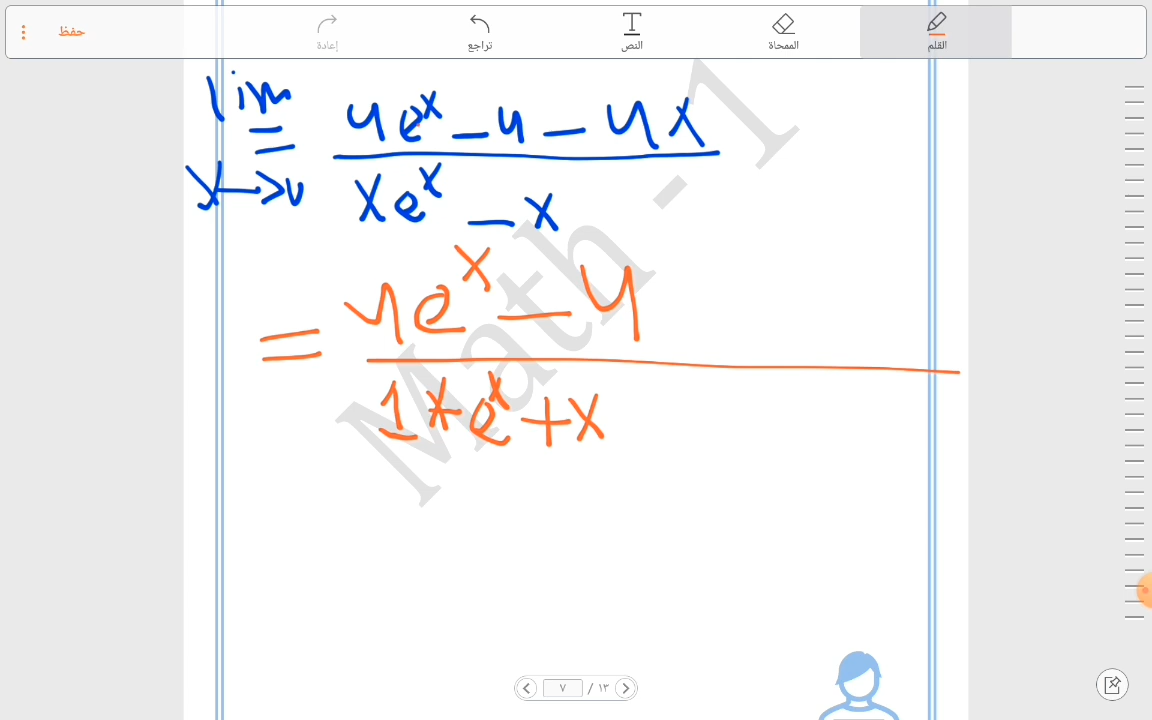 حفظ إعادة تراجع النص الممحاة القلم
lim x->0 = (4e^x - 4 - 4x) / (xe^x - x)
= (4e^x - 4) / (1*e^x + x)
Math - 1
٧ / ١٣